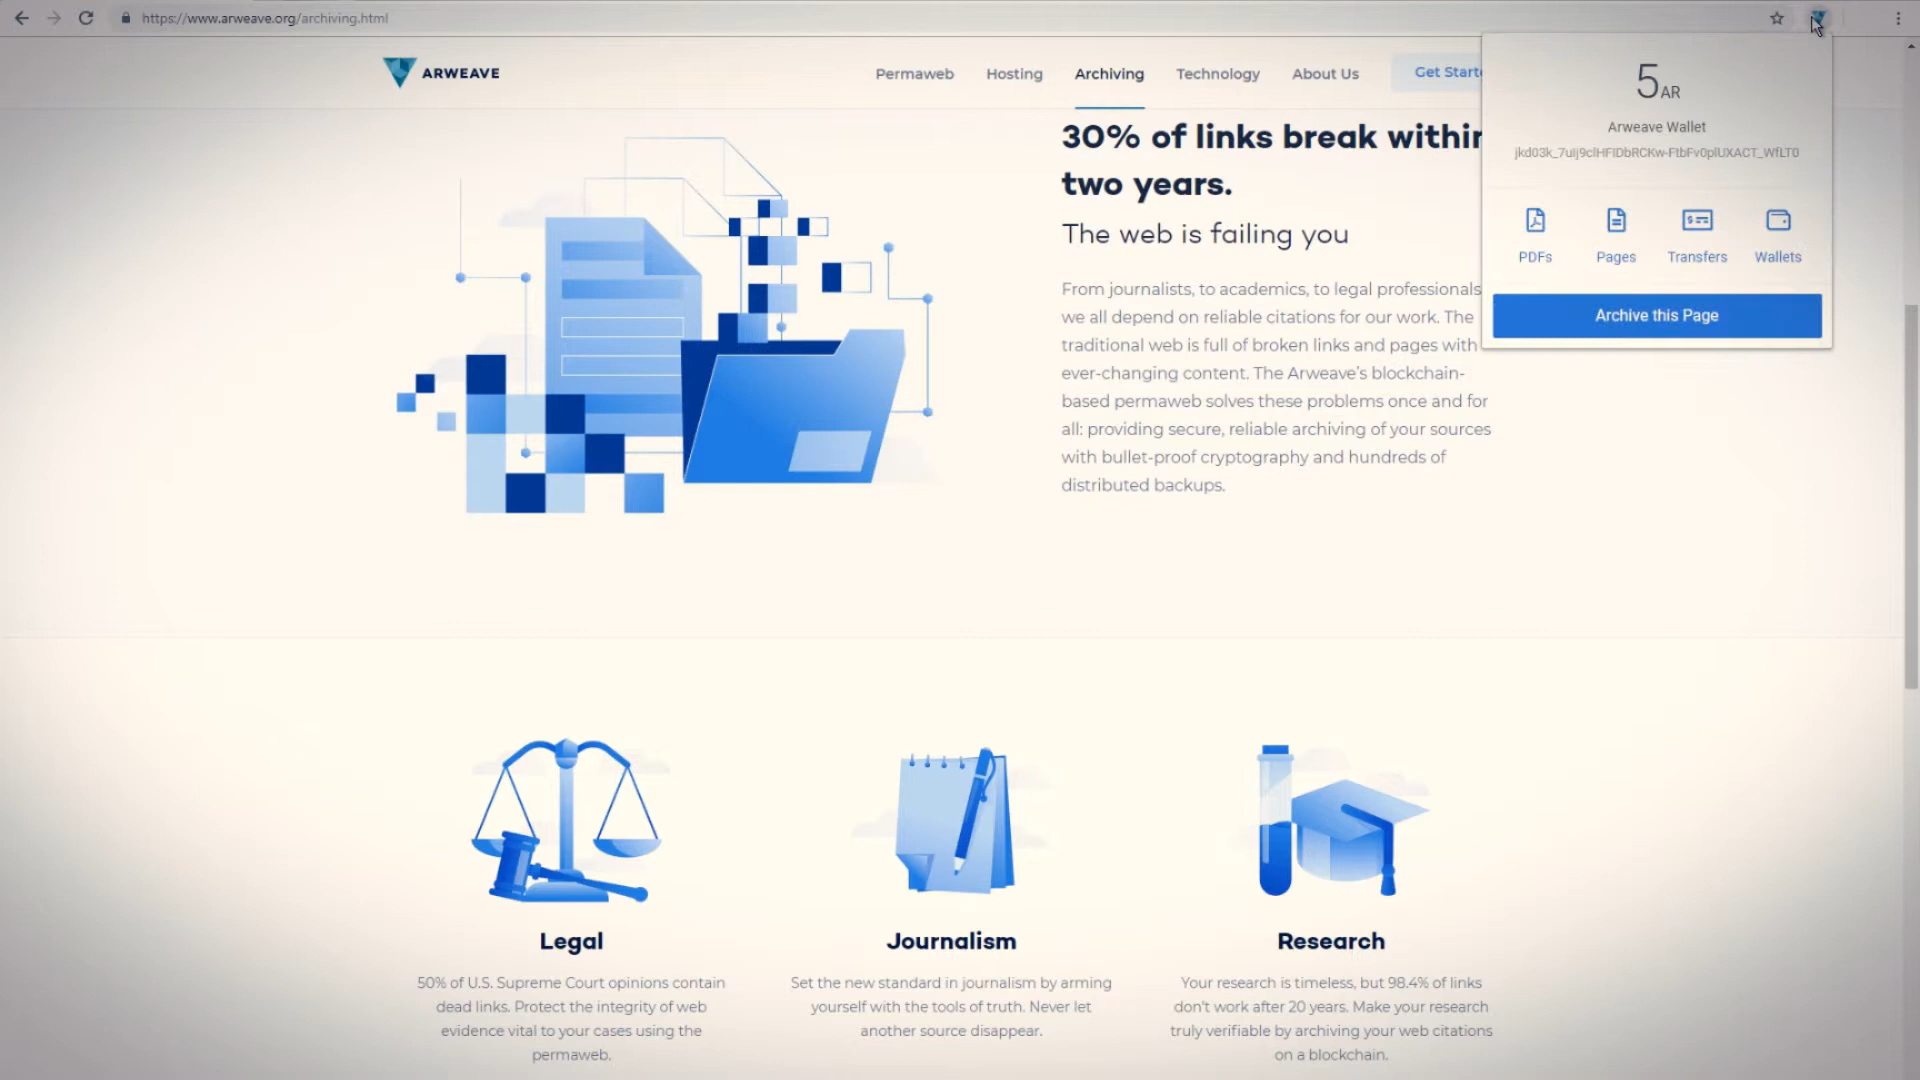 https://www.arweave.org/archiving.html
ARWEAVE
Permaweb
Hosting
Archiving
Technology
About Us
Get Starte
5 AR
Arweave Wallet
PDFs
Pages
Transfers
Wallets
Archive this Page
30% of links break within
two years.
The web is failing you
From journalists, to academics, to legal professionals
we all depend on reliable citations for our work. The
traditional web is full of broken links and pages with
ever-changing content. The Arweave’s blockchain-
based permaweb solves these problems once and for
all: providing secure, reliable archiving of your sources
with bullet-proof cryptography and hundreds of
distributed backups.
Legal
50% of U.S. Supreme Court opinions contain
dead links. Protect the integrity of web
evidence vital to your cases using the
permaweb.
Journalism
Set the new standard in journalism by arming
yourself with the tools of truth. Never let
another source disappear.
Research
Your research is timeless, but 98.4% of links
don’t work after 20 years. Make your research
truly verifiable by archiving your web citations
on a blockchain.